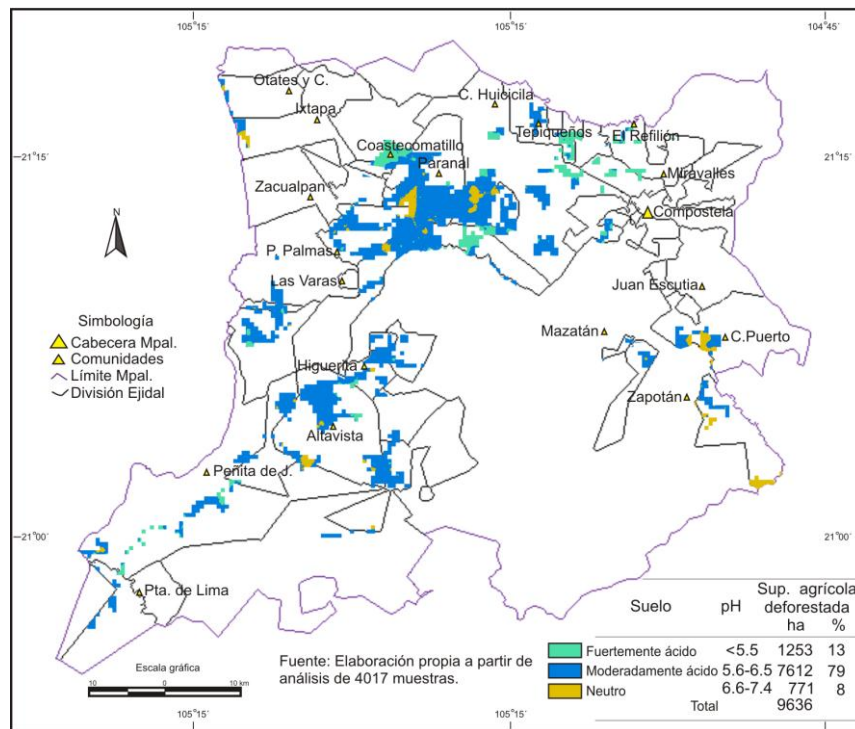 105°15' 105°15' 104°45'
Otates y C.
C. Huicicila
Ixtapa
Tepiqueños El Refilión
21°15' Coastecomatillo 21°15'
Paranal Miravalles
Zacualpan
Compostela
N
P. Palmas
Las Varas Juan Escutia
Simbología
Cabecera Mpal.
Comunidades
Límite Mpal.
División Ejidal
Mazatán C.Puerto
Higuerita
Zapotán
Altavista
Peñita de J.
21°00' 21°00'
Pta. de Lima
Suelo pH Sup. agrícola deforestada
ha %
Fuertemente ácido <5.5 1253 13
Moderadamente ácido 5.6-6.5 7612 79
Neutro 6.6-7.4 771 8
Total 9636
Fuente: Elaboración propia a partir de
análisis de 4017 muestras.
Escala gráfica
10 0 10 km
105°15' 105°15'